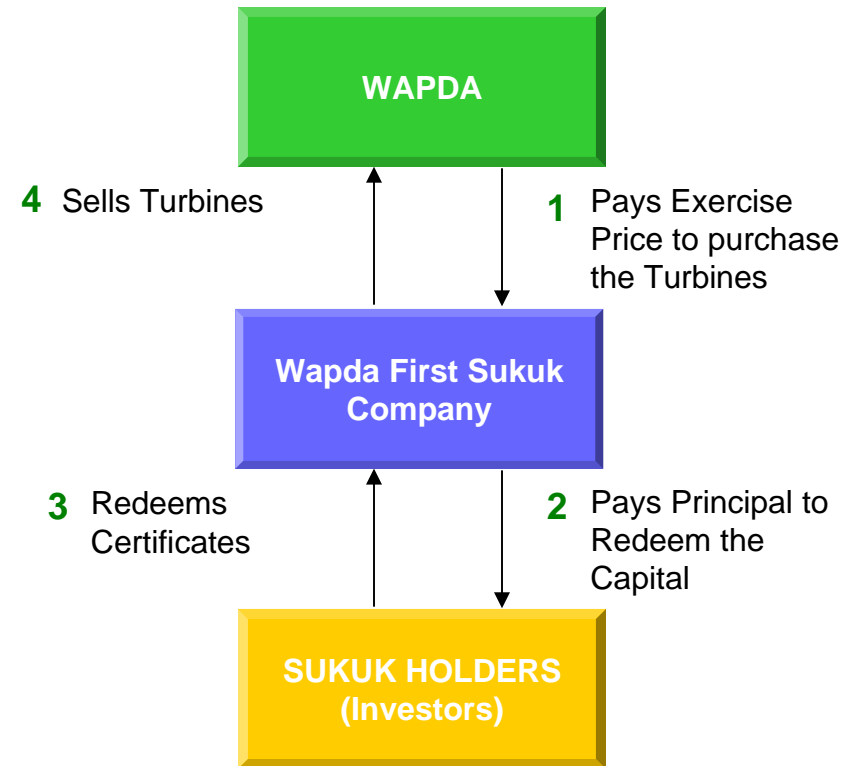 WAPDA
4 Sells Turbines
1 Pays Exercise
Price to purchase
the Turbines
Wapda First Sukuk
Company
3 Redeems
Certificates
2 Pays Principal to
Redeem the
Capital
SUKUK HOLDERS
(Investors)